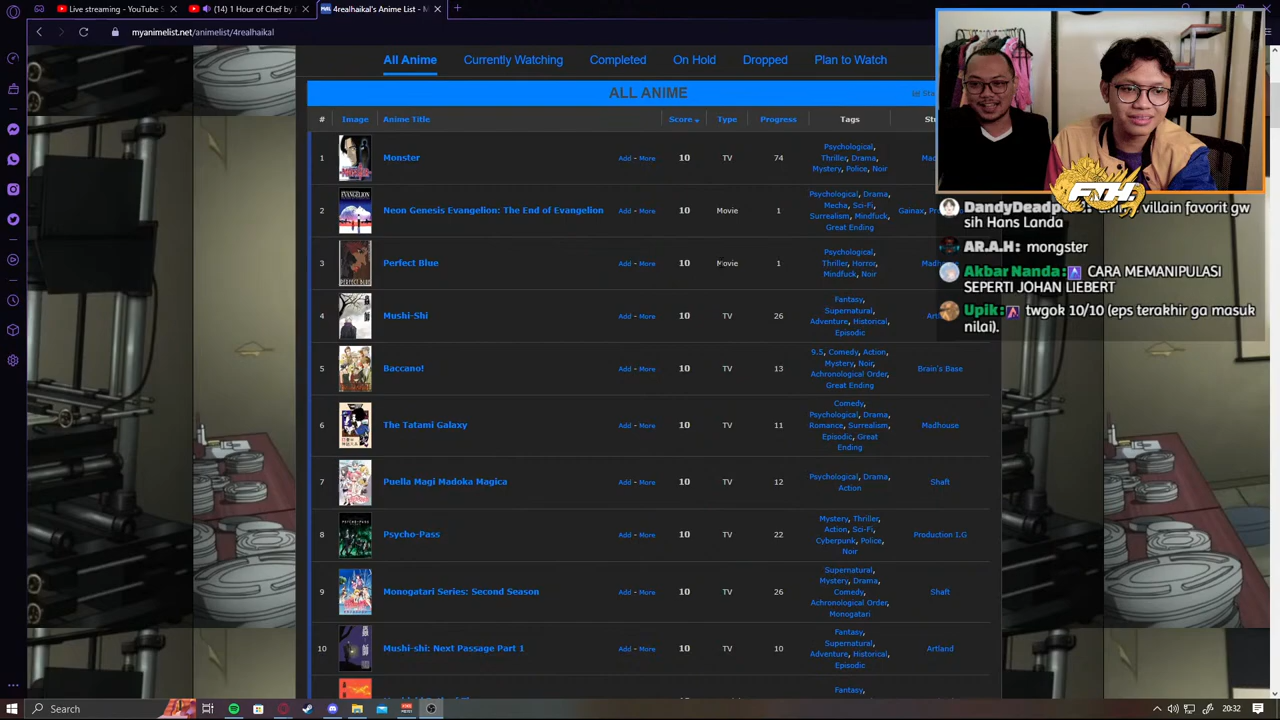 Live streaming - YouTube S
(14) 1 Hour of Chef by
4realhaikal's Anime List -
myanimelist.net/animelist/4realhaikal
All Anime Currently Watching Completed On Hold Dropped Plan to Watch
ALL ANIME
# Image Anime Title Score Type Progress Tags
1 Monster Add - More 10 TV 74
Psychological,
Thriller, Drama,
Mystery, Police, Noir
2 Neon Genesis Evangelion: The End of Evangelion Add - More 10 Movie 1
Psychological, Drama,
Mecha, Sci-Fi,
Surrealism, Mindfuck,
Great Ending
Gainax,
3 Perfect Blue Add - More 10 Movie 1
Psychological,
Thriller, Horror,
Mindfuck, Noir
4 Mushi-Shi Add - More 10 TV 26
Fantasy,
Supernatural,
Adventure, Historical,
Episodic
5 Baccano! Add - More 10 TV 13
9.5, Comedy, Action,
Mystery, Noir,
Achronological Order,
Great Ending
Brain's Base
6 The Tatami Galaxy Add - More 10 TV 11
Comedy,
Psychological, Drama,
Romance, Surrealism,
Episodic, Great
Ending
Madhouse
7 Puella Magi Madoka Magica Add - More 10 TV 12
Psychological, Drama,
Action
Shaft
8 Psycho-Pass Add - More 10 TV 22
Mystery, Thriller,
Action, Sci-Fi,
Cyberpunk, Police,
Noir
Production I.G
9 Monogatari Series: Second Season Add - More 10 TV 26
Supernatural,
Mystery, Drama,
Comedy,
Achronological Order,
Monogatari
Shaft
10 Mushi-shi: Next Passage Part 1 Add - More 10 TV 10
Fantasy,
Supernatural,
Adventure, Historical,
Episodic
Artland
Fantasy,
villain favorit gw
sih Hans Landa
AR.A.H: mongster
Akbar Nanda: CARA MEMANIPULASI
SEPERTI JOHAN LIEBERT
Upik: twgok 10/10 (eps terakhir ga masuk
nilai).
Search
20:32